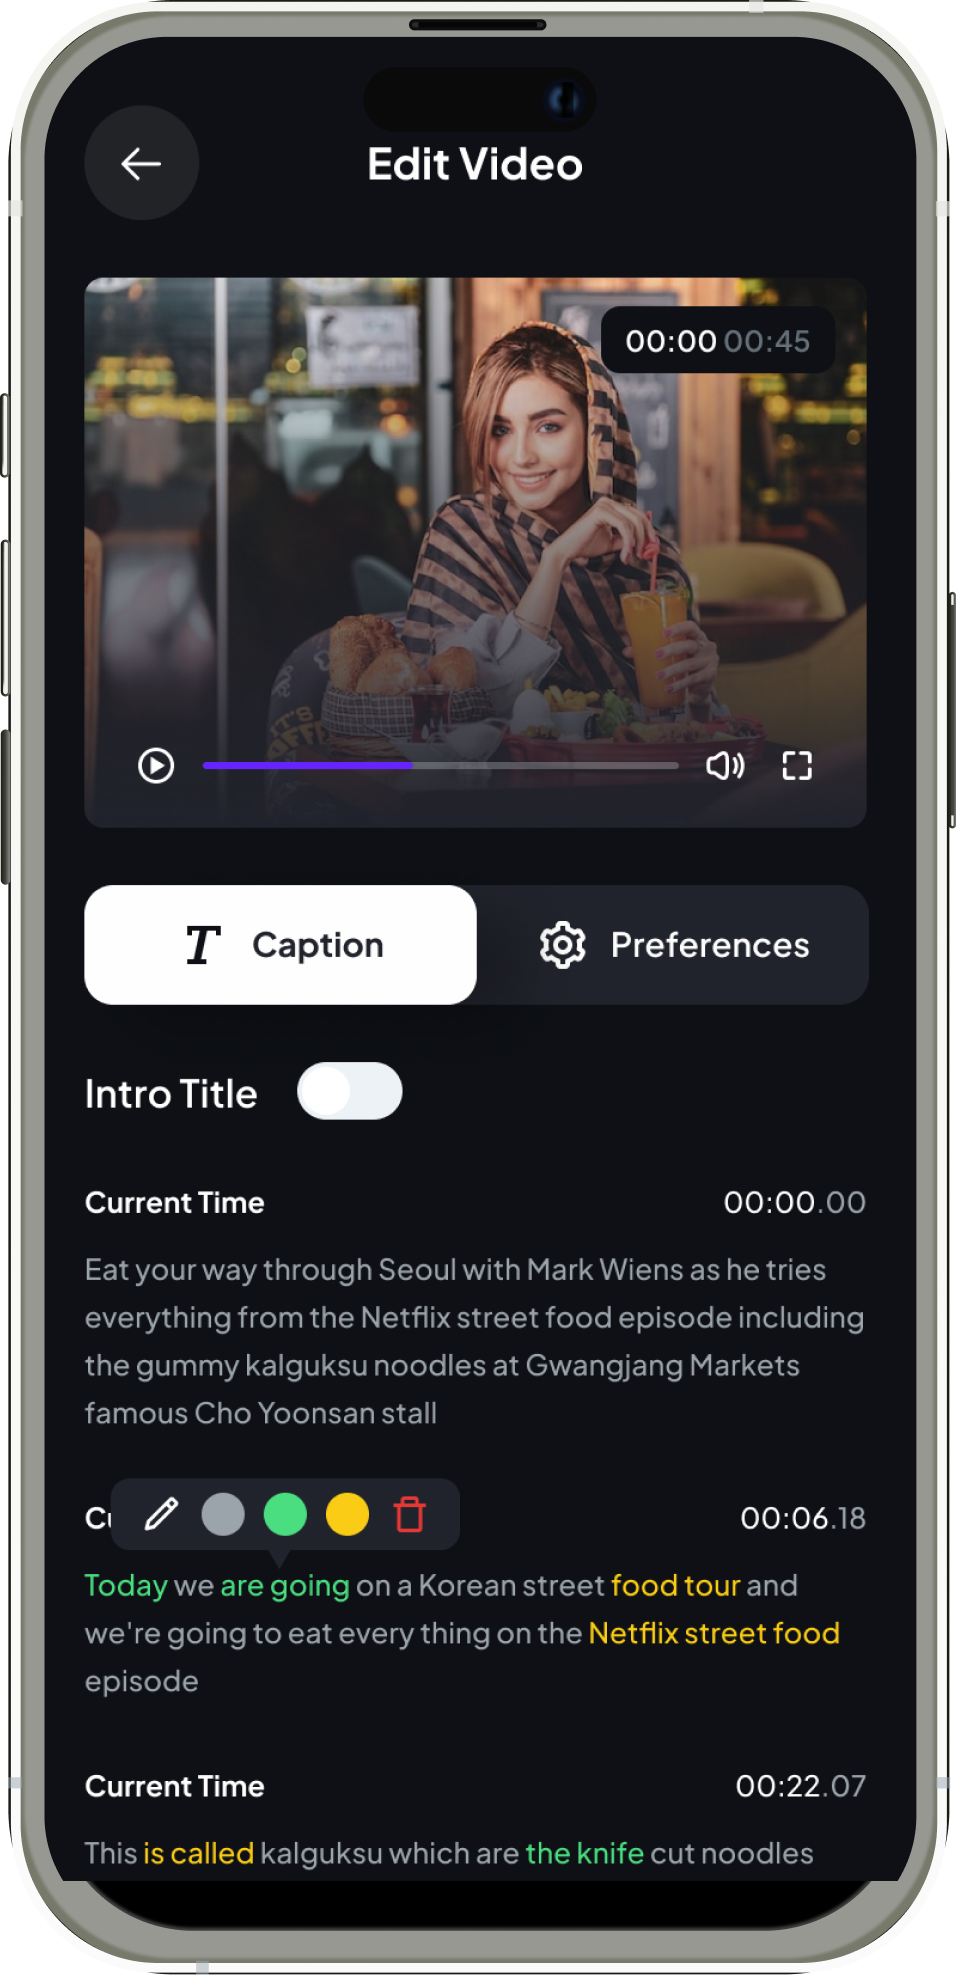 Edit Video
00:00 00:45
T Caption
Preferences
Intro Title
Current Time 00:00.00
Eat your way through Seoul with Mark Wiens as he tries
everything from the Netflix street food episode including
the gummy kalguksu noodles at Gwangjang Markets
famous Cho Yoonsan stall
00:06.18
Today we are going on a Korean street food tour and
we're going to eat every thing on the Netflix street food
episode
Current Time 00:22.07
This is called kalguksu which are the knife cut noodles